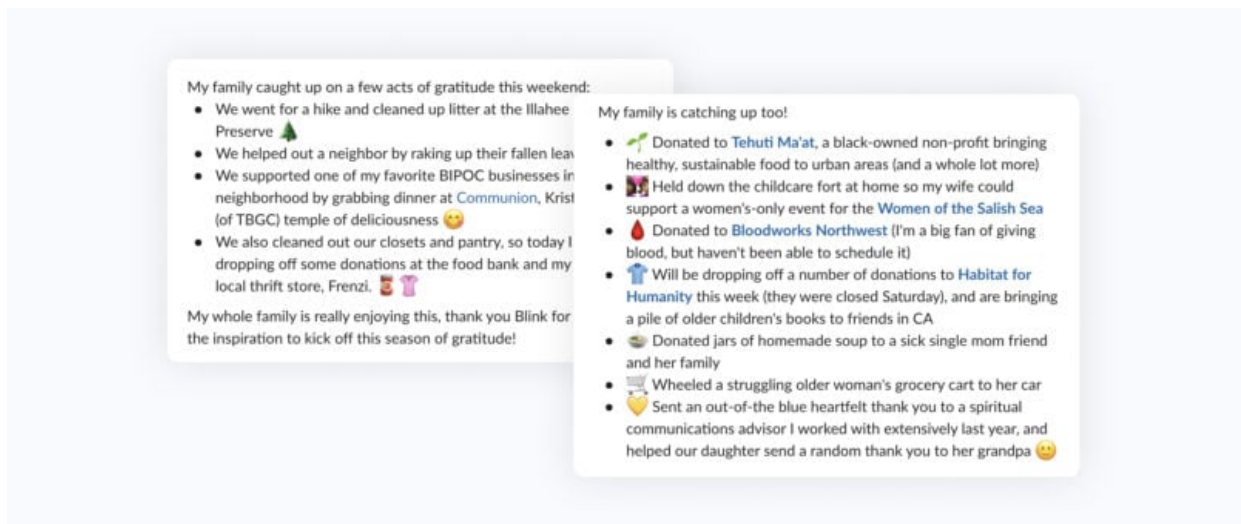 My family caught up on a few acts of gratitude this weekend:
• We went for a hike and cleaned up litter at the Illahee
Preserve 🌲
• We helped out a neighbor by raking up their fallen
• We supported one of my favorite BIPOC businesses in
neighborhood by grabbing dinner at Communion,
(of TBGC) temple of deliciousness 😋
• We also cleaned out our closets and pantry, so today I
dropping off some donations at the food bank and my
local thrift store, Frenzi. 🥫 👚
My whole family is really enjoying this, thank you Blink for
the inspiration to kick off this season of gratitude!
My family is catching up too!
• 🌱 Donated to Tehuti Ma'at, a black-owned non-profit bringing
healthy, sustainable food to urban areas (and a whole lot more)
• Held down the childcare fort at home so my wife could
support a women's-only event for the Women of the Salish Sea
• 🩸 Donated to Bloodworks Northwest (I'm a big fan of giving
blood, but haven't been able to schedule it)
• 👕 Will be dropping off a number of donations to Habitat for
Humanity this week (they were closed Saturday), and are bringing
a pile of older children's books to friends in CA
• 🍲 Donated jars of homemade soup to a sick single mom friend
and her family
• 🛒 Wheeled a struggling older woman's grocery cart to her car
• 💛 Sent an out-of-the blue heartfelt thank you to a spiritual
communications advisor I worked with extensively last year, and
helped our daughter send a random thank you to her grandpa 🙂